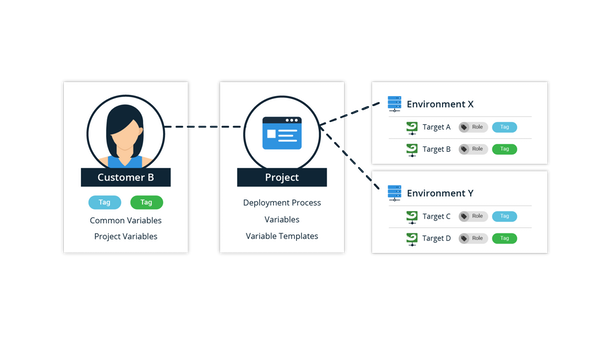 Customer B
Tag Tag
Common Variables
Project Variables
Project
Deployment Process
Variables
Variable Templates
Environment X
Target A Role Tag
Target B Role Tag
Environment Y
Target C Role Tag
Target D Role Tag